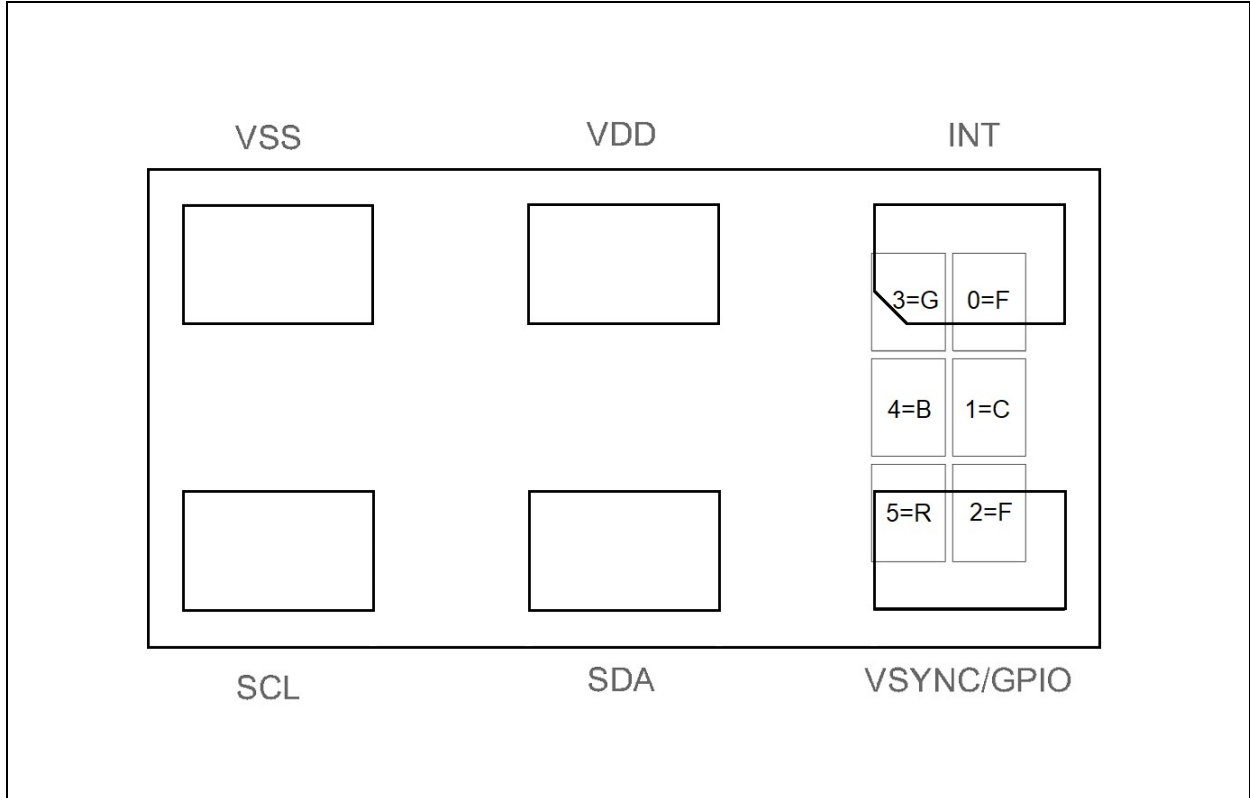 VSS VDD INT
3=G 0=F
4=B 1=C
5=R 2=F
SCL SDA VSYNC/GPIO